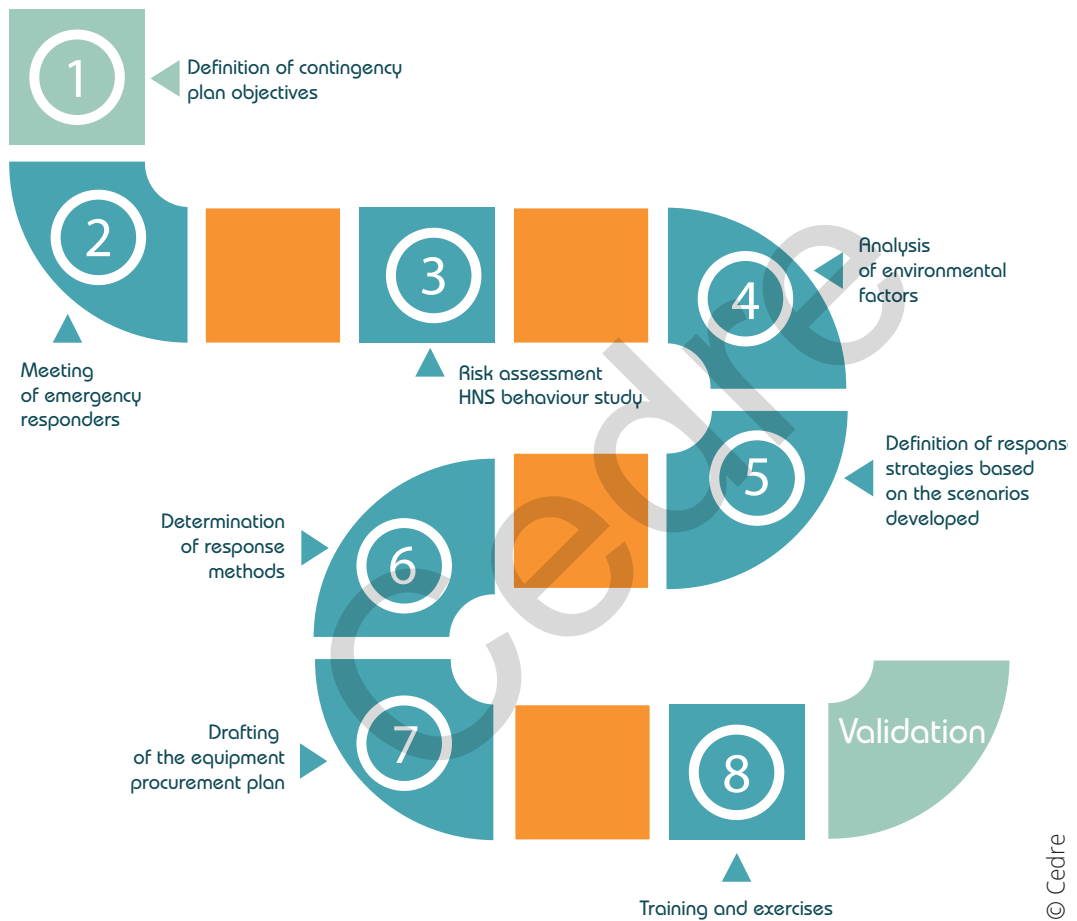 1
Definition of contingency
plan objectives
2
Meeting
of emergency
responders
3
Risk assessment
HNS behaviour study
4
Analysis
of environmental
factors
5
Definition of respons
strategies based
on the scenarios
developed
6
Determination
of response
methods
7
Drafting
of the equipment
procurement plan
8
Training and exercises
Validation
Cedre
© Cedre